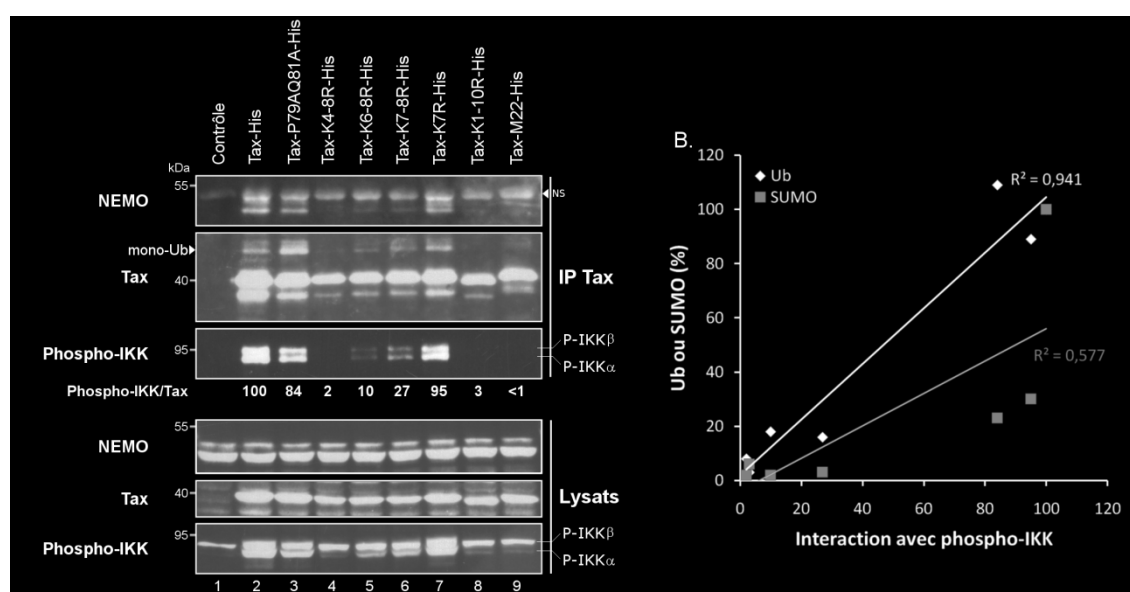 Contrôle
Tax-His
Tax-P79AQ81A-His
Tax-K4-8R-His
Tax-K6-8R-His
Tax-K7-8R-His
Tax-K7R-His
Tax-K1-10R-His
Tax-M22-His
kDa
NEMO 55 NS
mono-Ub
Tax 40
IP Tax
Phospho-IKK 95 P-IKKβ
P-IKKα
Phospho-IKK/Tax 100 84 2 10 27 95 3 <1
NEMO 55
Tax 40 Lysats
Phospho-IKK 95 P-IKKβ
P-IKKα
1 2 3 4 5 6 7 8 9
B.
Ub
SUMO
R² = 0,941
R² = 0,577
Ub ou SUMO (%)
120
100
80
60
40
20
0
0 20 40 60 80 100 120
Interaction avec phospho-IKK